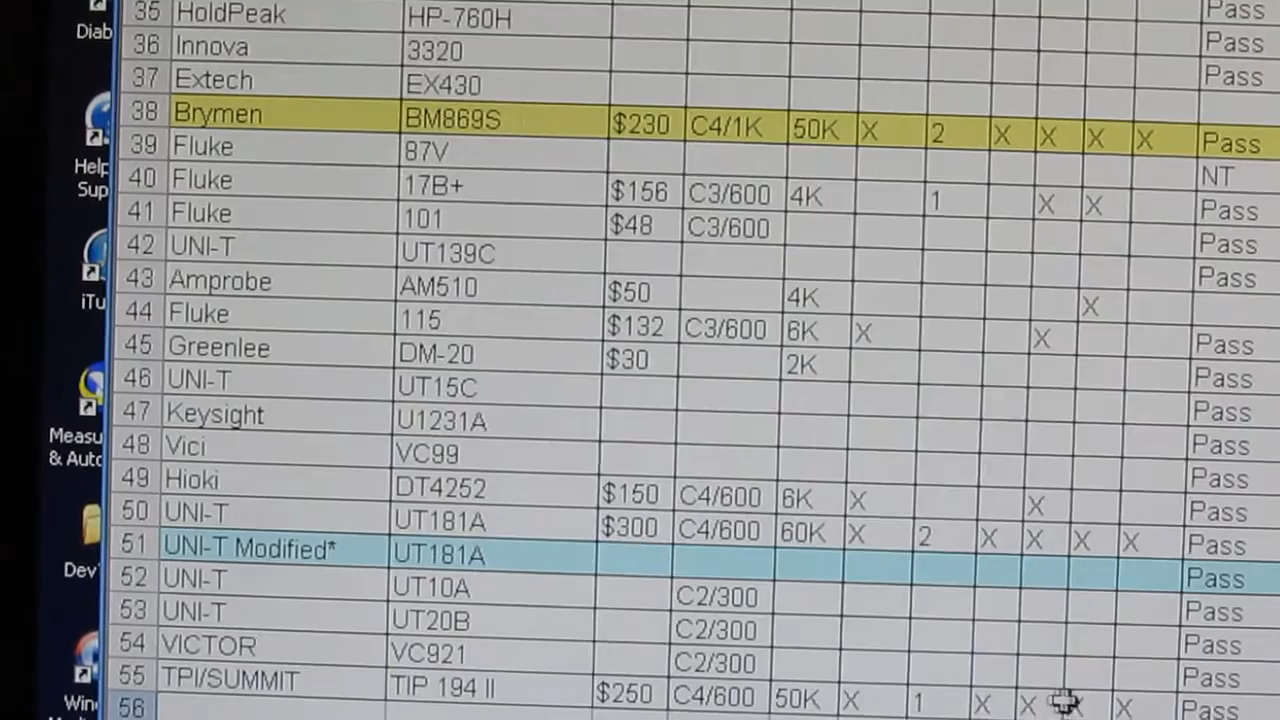 Pass
35 HoldPeak HP-760H Pass
36 Innova 3320 Pass
37 Extech EX430
38 Brymen BM869S $230 C4/1K 50K X 2 X X X X Pass
39 Fluke 87V NT
40 Fluke 17B+ $156 C3/600 4K 1 X X Pass
41 Fluke 101 $48 C3/600 Pass
42 UNI-T UT139C Pass
43 Amprobe AM510 $50 4K X
44 Fluke 115 $132 C3/600 6K X X Pass
45 Greenlee DM-20 $30 2K Pass
46 UNI-T UT15C Pass
47 Keysight U1231A Pass
48 Vici VC99 Pass
49 Hioki DT4252 $150 C4/600 6K X X Pass
50 UNI-T UT181A $300 C4/600 60K X 2 X X X X Pass
51 UNI-T Modified* UT181A Pass
52 UNI-T UT10A C2/300 Pass
53 UNI-T UT20B C2/300 Pass
54 VICTOR VC921 C2/300 Pass
55 TPI/SUMMIT TIP 194 II $250 C4/600 50K X 1 X X X Pass
56
Diab
Help
Sup
iTu
Measu
& Auto
Dev
Win